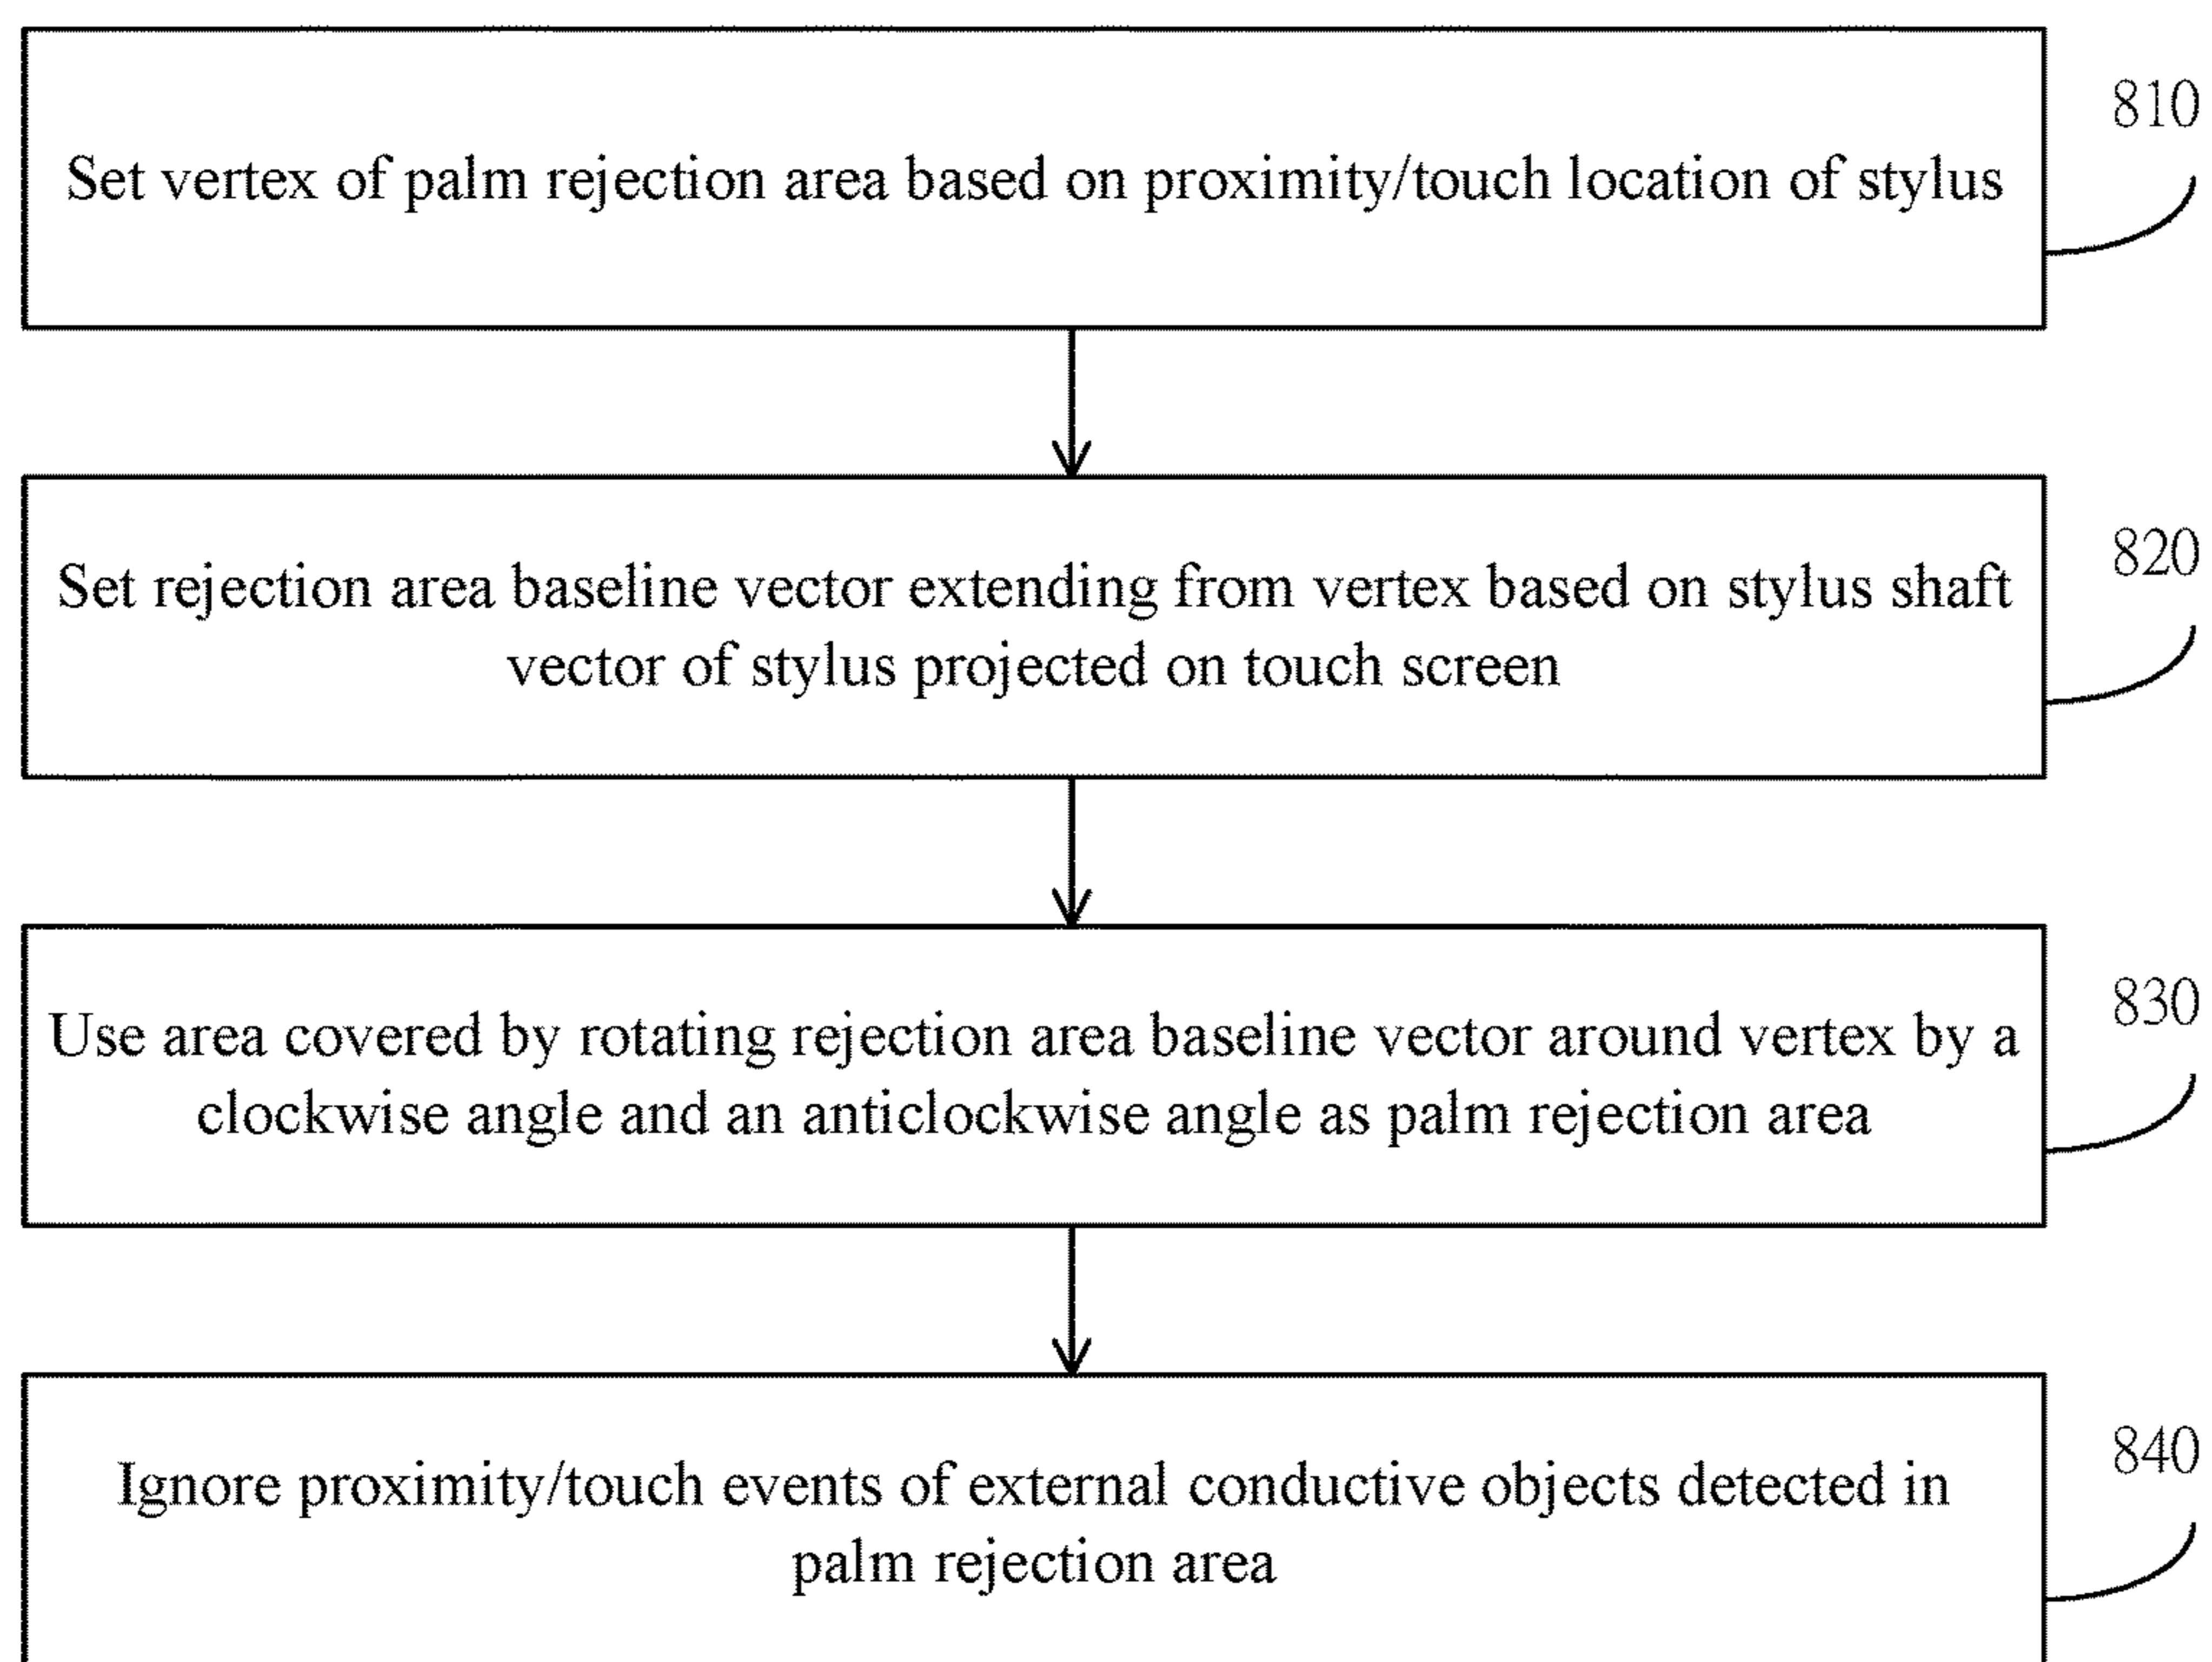 Set vertex of palm rejection area based on proximity/touch location of stylus
810
Set rejection area baseline vector extending from vertex based on stylus shaft
vector of stylus projected on touch screen
820
Use area covered by rotating rejection area baseline vector around vertex by a
clockwise angle and an anticlockwise angle as palm rejection area
830
Ignore proximity/touch events of external conductive objects detected in
palm rejection area
840